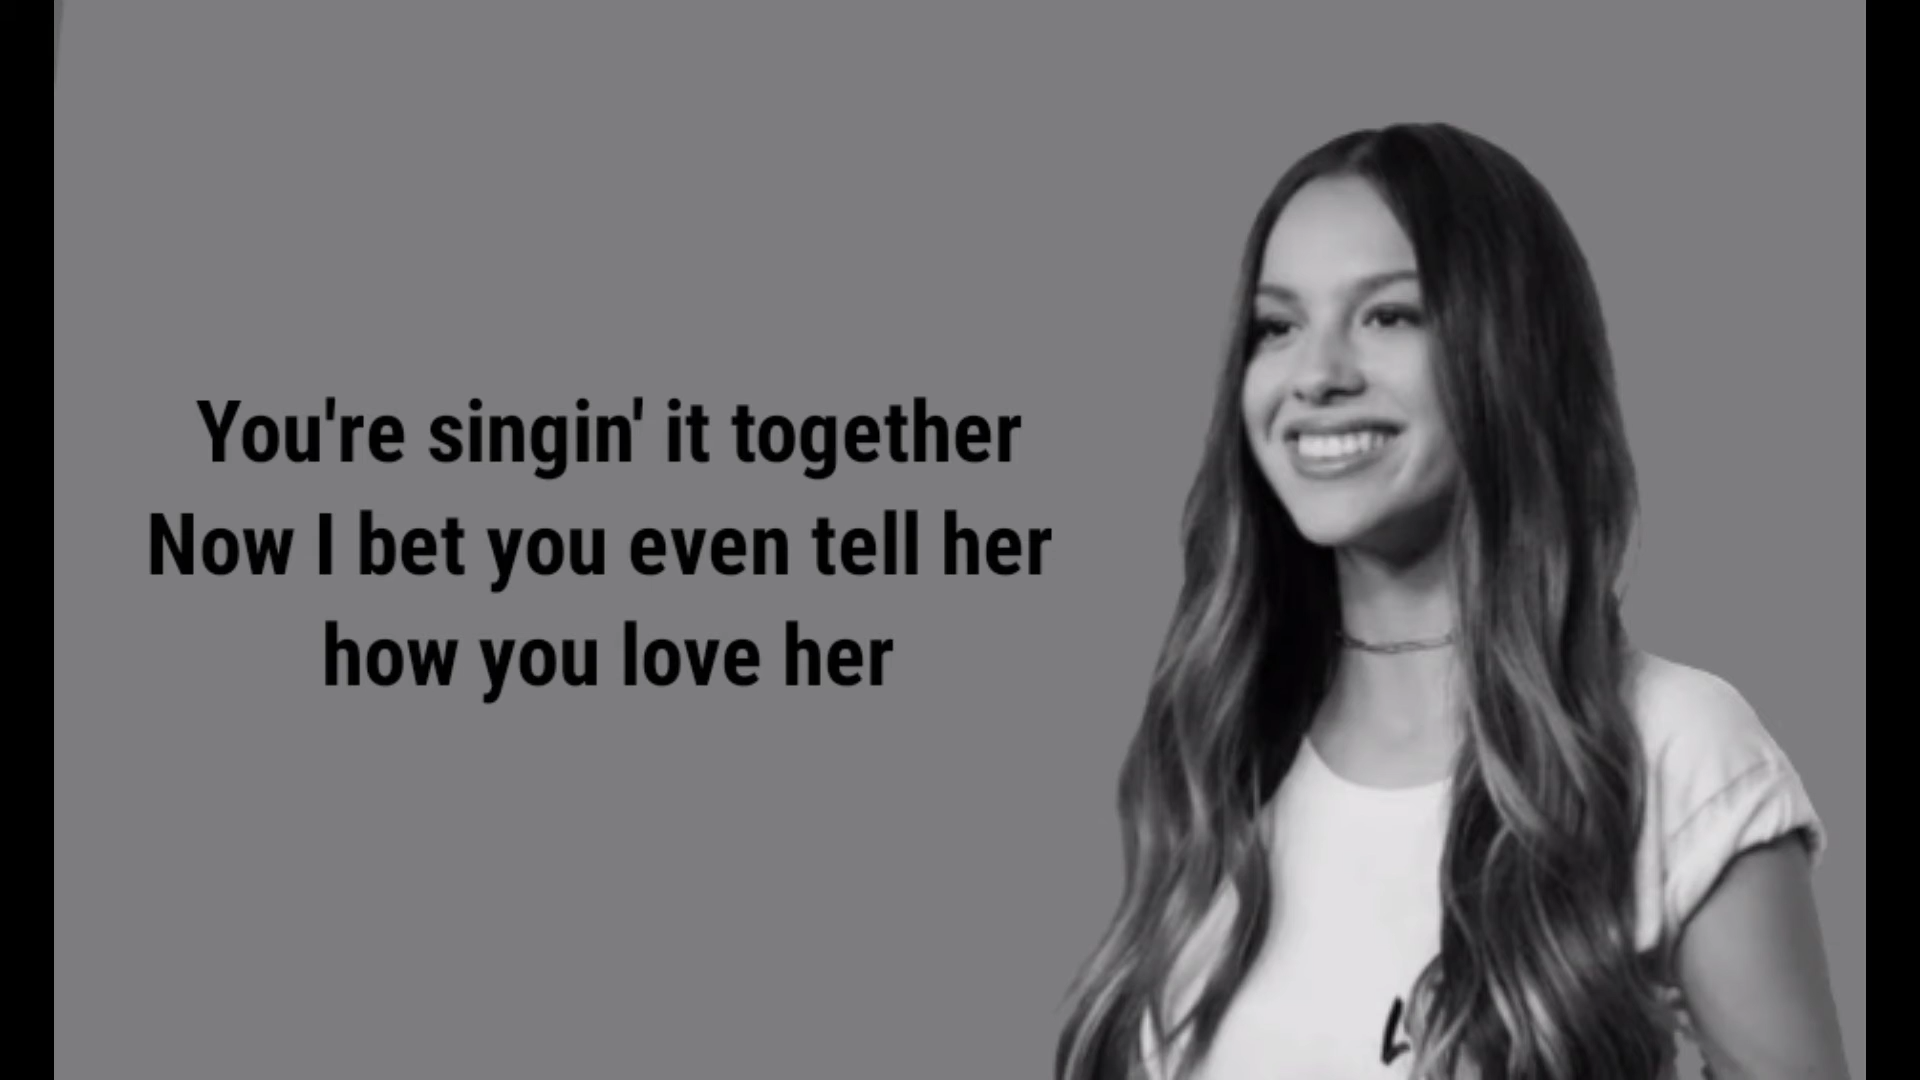 You're singin' it together
Now I bet you even tell her
how you love her